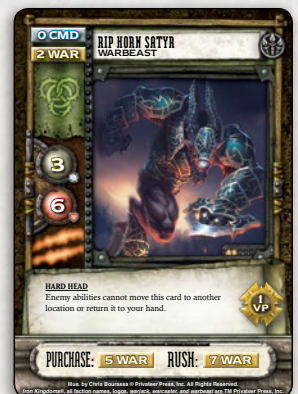 0 CMD
RIP HORN SATYR
2 WAR
WARBEAST
3
6
HARD HEAD
Enemy abilities cannot move this card to another
location or return it to your hand.
1
VP
PURCHASE: 5 WAR RUSH: 7 WAR
Illus. by Chris Bourassa © Privateer Press, Inc. All Rights Reserved.
Iron Kingdoms®, all faction names, logos, warjack, warcaster, and warbeast are TM Privateer Press, Inc.